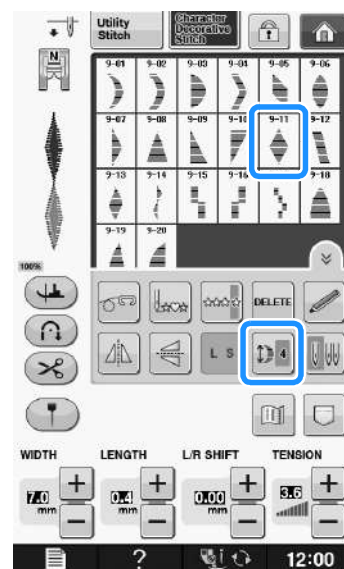 Utility Stitch
Character Decorative Stitch
N
9-01 9-02 9-03 9-04 9-05 9-06
9-07 9-08 9-09 9-10 9-11 9-12
9-13 9-14 9-15 9-16 9-18
9-19 9-20
100%
DELETE
L S 4
WIDTH LENGTH L/R SHIFT TENSION
7.0 mm + − 0.4 mm + − 0.00 mm + − 3.6 + −
? i 12:00